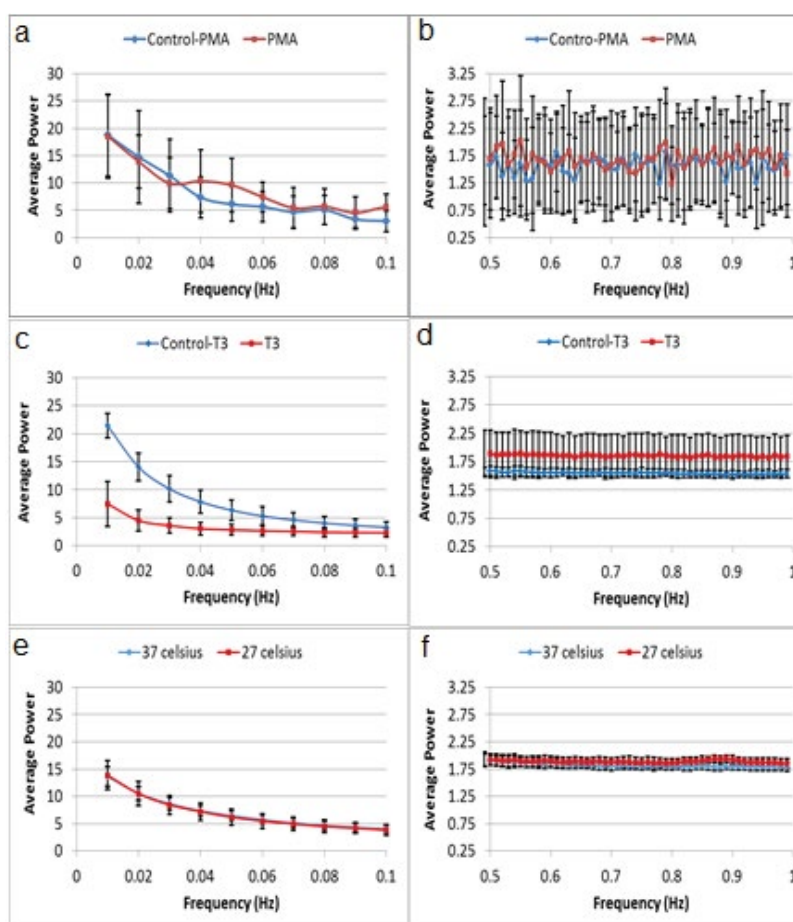 a
Control-PMA PMA
Average Power
30
25
20
15
10
5
0
0 0.02 0.04 0.06 0.08 0.1
Frequency (Hz)
b
Contro-PMA PMA
Average Power
3.25
2.75
2.25
1.75
1.25
0.75
0.25
0.5 0.6 0.7 0.8 0.9 1
Frequency (Hz)
c
Control-T3 T3
Average Power
30
25
20
15
10
5
0
0 0.02 0.04 0.06 0.08 0.1
Frequency (Hz)
d
Control-T3 T3
Average Power
3.25
2.75
2.25
1.75
1.25
0.75
0.25
0.5 0.6 0.7 0.8 0.9 1
Frequency (Hz)
e
37 celsius 27 celsius
Average Power
30
25
20
15
10
5
0
0 0.02 0.04 0.06 0.08 0.1
Frequency (Hz)
f
37 celsius 27 celsius
Average Power
3.25
2.75
2.25
1.75
1.25
0.75
0.25
0.5 0.6 0.7 0.8 0.9 1
Frequency (Hz)